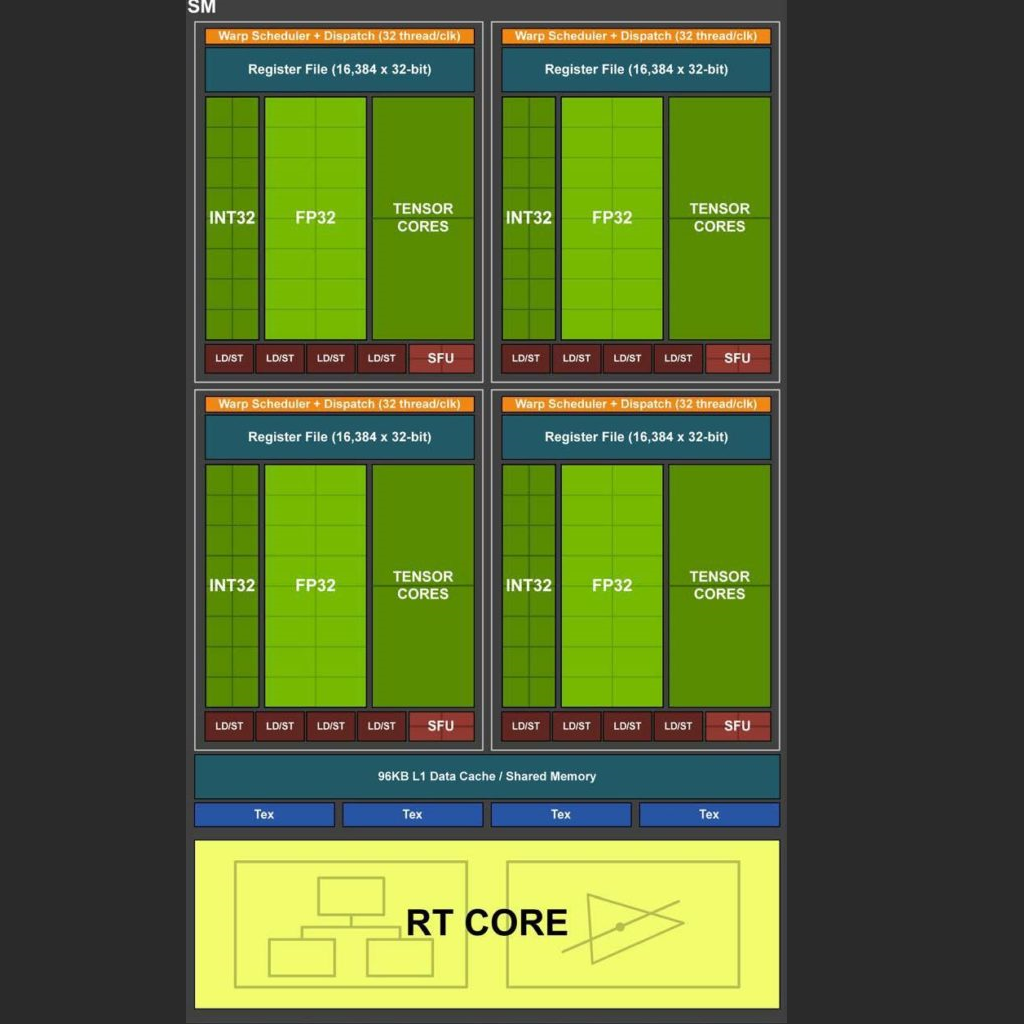 SM
Warp Scheduler + Dispatch (32 thread/clk)
Register File (16,384 x 32-bit)
INT32
FP32
TENSOR
CORES
LD/ST
LD/ST
LD/ST
LD/ST
SFU
Warp Scheduler + Dispatch (32 thread/clk)
Register File (16,384 x 32-bit)
INT32
FP32
TENSOR
CORES
LD/ST
LD/ST
LD/ST
LD/ST
SFU
Warp Scheduler + Dispatch (32 thread/clk)
Register File (16,384 x 32-bit)
INT32
FP32
TENSOR
CORES
LD/ST
LD/ST
LD/ST
LD/ST
SFU
Warp Scheduler + Dispatch (32 thread/clk)
Register File (16,384 x 32-bit)
INT32
FP32
TENSOR
CORES
LD/ST
LD/ST
LD/ST
LD/ST
SFU
96KB L1 Data Cache / Shared Memory
Tex
Tex
Tex
Tex
RT CORE